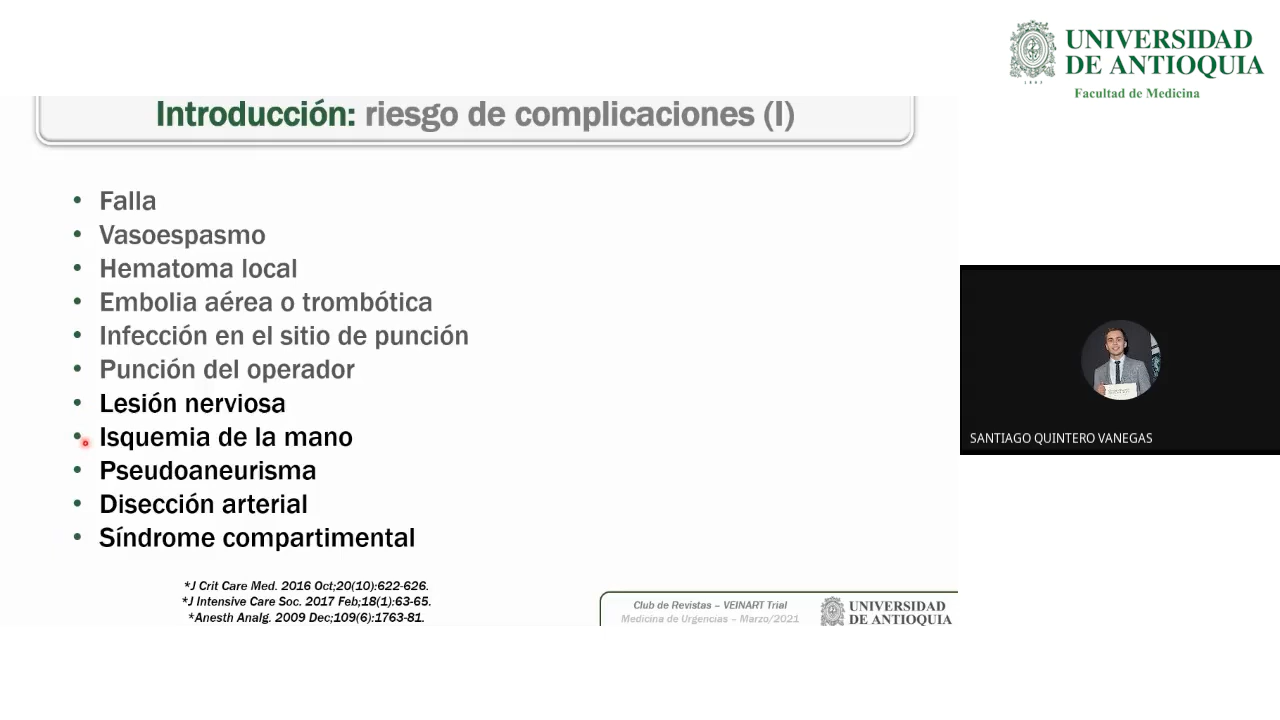 UNIVERSIDAD
DE ANTIOQUIA
1803
Facultad de Medicina
Introducción: riesgo de complicaciones (I)
• Falla
• Vasoespasmo
• Hematoma local
• Embolia aérea o trombótica
• Infección en el sitio de punción
• Punción del operador
• Lesión nerviosa
• Isquemia de la mano
• Pseudoaneurisma
• Disección arterial
• Síndrome compartimental
*J Crit Care Med. 2016 Oct;20(10):622-626.
*J Intensive Care Soc. 2017 Feb;18(1):63-65.
*Anesth Analg. 2009 Dec;109(6):1763-81.
Club de Revistas – VEINART Trial
Medicina de Urgencias – Marzo/2021
UNIVERSIDAD
DE ANTIOQUIA
SANTIAGO QUINTERO VANEGAS